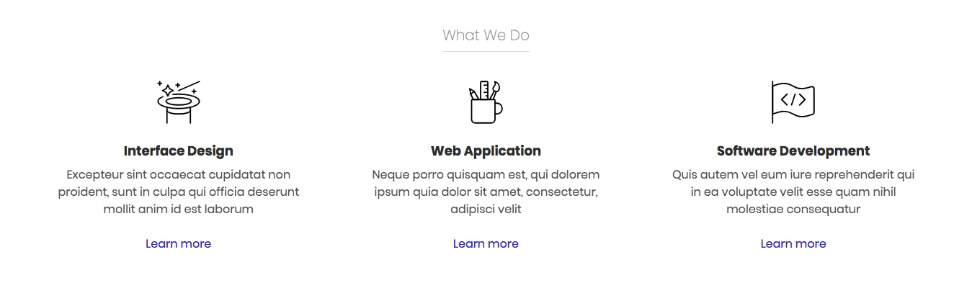 What We Do
</>
Interface Design
Excepteur sint occaecat cupidatat non
proident, sunt in culpa qui officia deserunt
mollit anim id est laborum
Learn more
Web Application
Neque porro quisquam est, qui dolorem
ipsum quia dolor sit amet, consectetur,
adipisci velit
Learn more
Software Development
Quis autem vel eum iure reprehenderit qui
in ea voluptate velit esse quam nihil
molestiae consequatur
Learn more